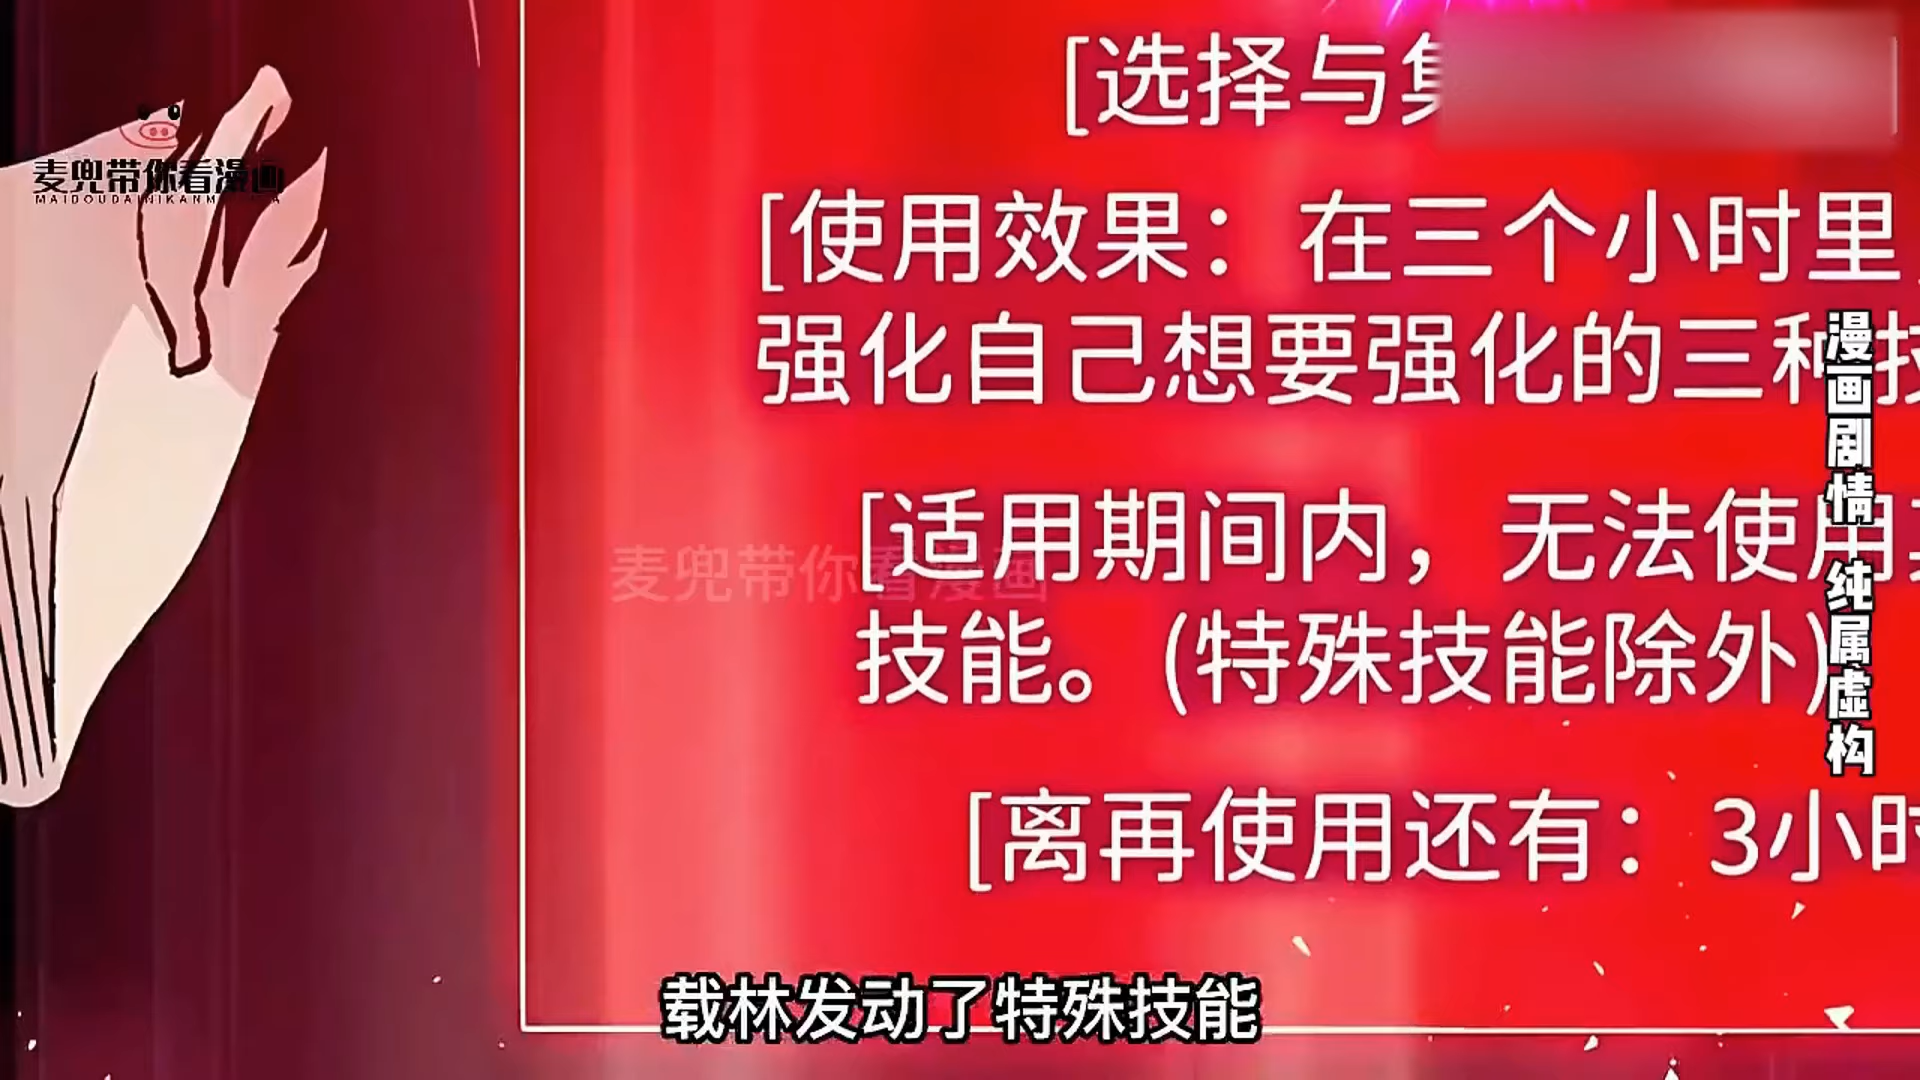 麦兜带你看漫画
[选择与
[使用效果：在三个小时里，
强化自己想要强化的三种技
[适用期间内，无法使用其
技能。(特殊技能除外)
[离再使用还有：3小时
漫画剧情 纯属虚构
麦兜带你看漫画
载林发动了特殊技能